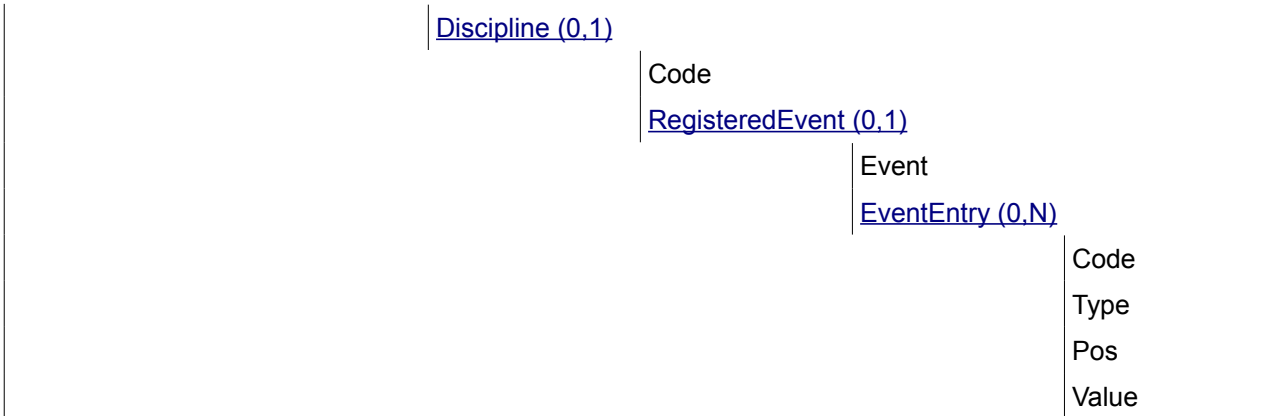 Discipline (0,1)
Code
RegisteredEvent (0,1)
Event
EventEntry (0,N)
Code
Type
Pos
Value